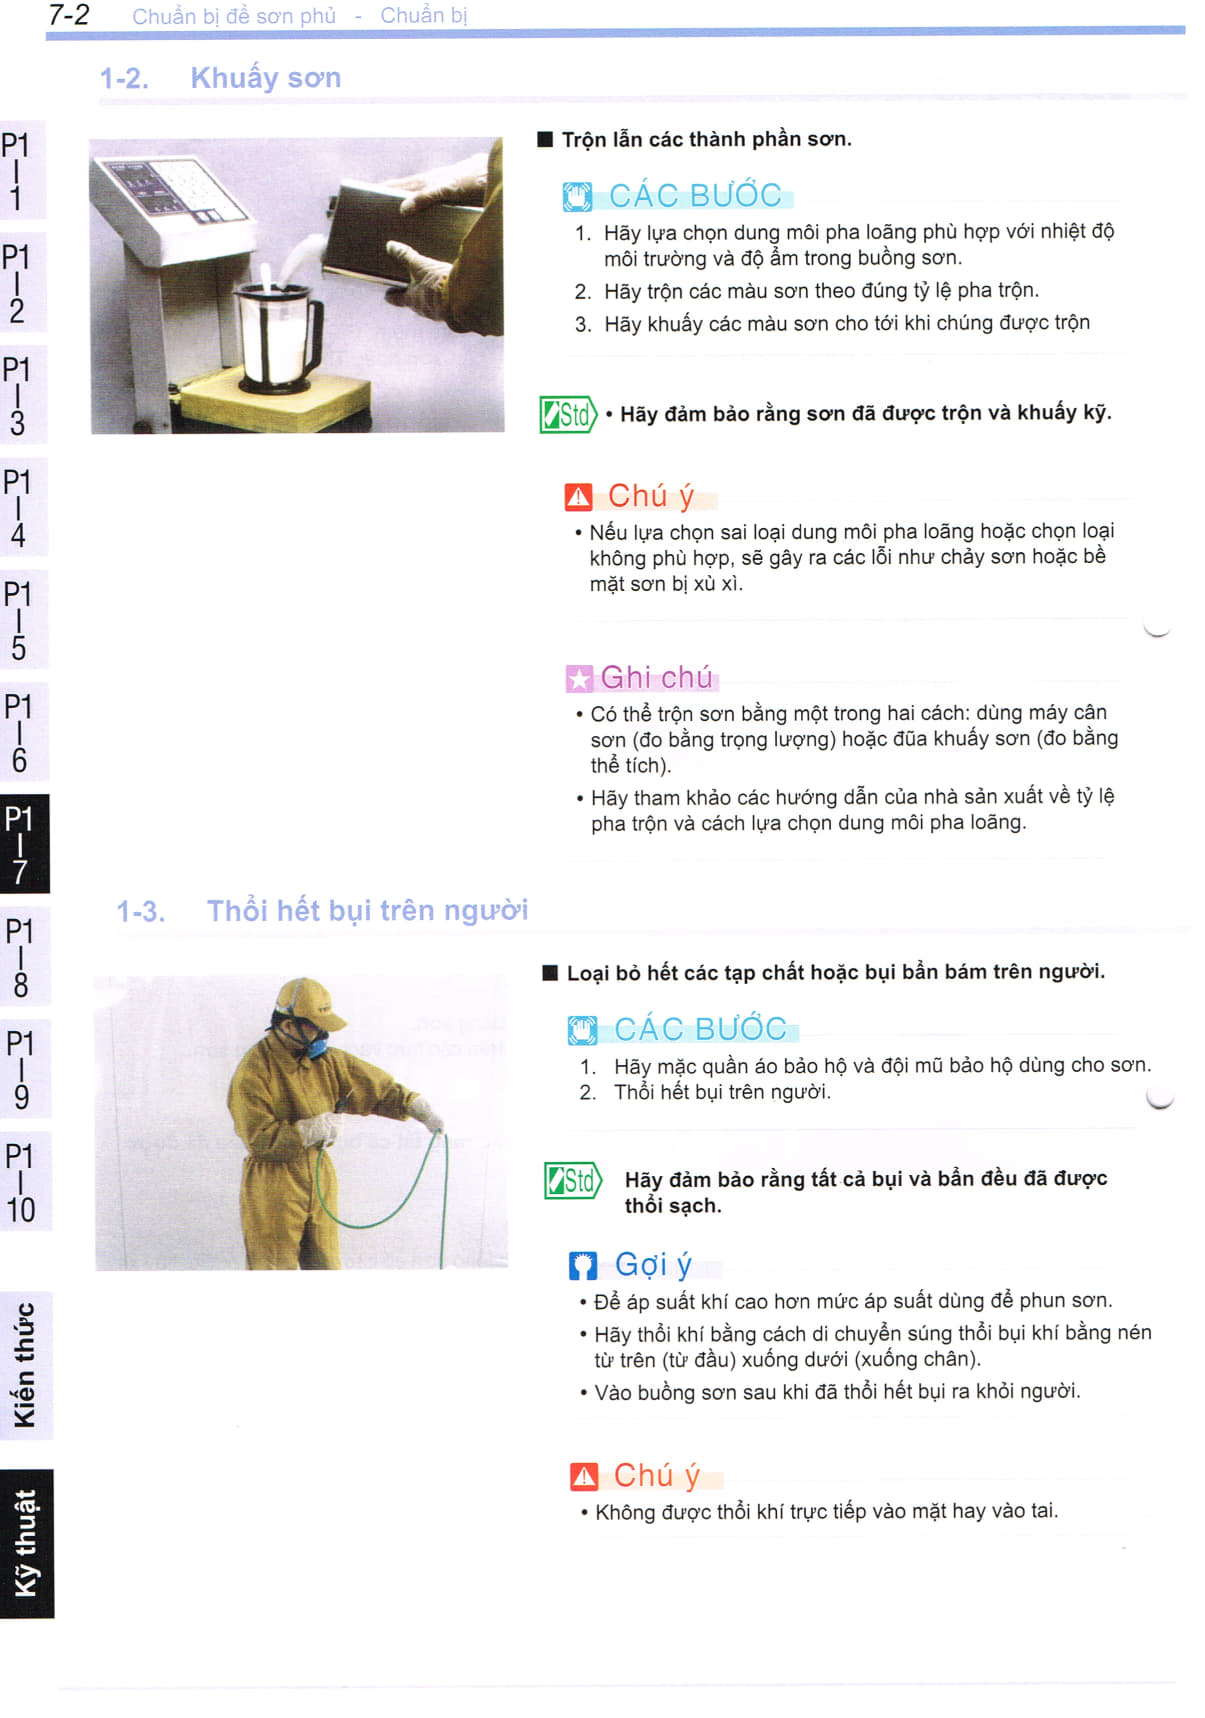 7-2 Chuẩn bị để sơn phủ - Chuẩn bị
1-2. Khuấy sơn
■ Trộn lẫn các thành phần sơn.
CÁC BƯỚC
1. Hãy lựa chọn dung môi pha loãng phù hợp với nhiệt độ
môi trường và độ ẩm trong buồng sơn.
2. Hãy trộn các màu sơn theo đúng tỷ lệ pha trộn.
3. Hãy khuấy các màu sơn cho tới khi chúng được trộn
Std • Hãy đảm bảo rằng sơn đã được trộn và khuấy kỹ.
Chú ý
• Nếu lựa chọn sai loại dung môi pha loãng hoặc chọn loại
không phù hợp, sẽ gây ra các lỗi như chảy sơn hoặc bề
mặt sơn bị xù xì.
Ghi chú
• Có thể trộn sơn bằng một trong hai cách: dùng máy cân
sơn (đo bằng trọng lượng) hoặc đũa khuấy sơn (đo bằng
thể tích).
• Hãy tham khảo các hướng dẫn của nhà sản xuất về tỷ lệ
pha trộn và cách lựa chọn dung môi pha loãng.
1-3. Thổi hết bụi trên người
■ Loại bỏ hết các tạp chất hoặc bụi bẩn bám trên người.
CÁC BƯỚC
1. Hãy mặc quần áo bảo hộ và đội mũ bảo hộ dùng cho sơn.
2. Thổi hết bụi trên người.
Std Hãy đảm bảo rằng tất cả bụi và bẩn đều đã được
thổi sạch.
Gợi ý
• Để áp suất khí cao hơn mức áp suất dùng để phun sơn.
• Hãy thổi khí bằng cách di chuyển súng thổi bụi khí bằng nén
từ trên (từ đầu) xuống dưới (xuống chân).
• Vào buồng sơn sau khi đã thổi hết bụi ra khỏi người.
Chú ý
• Không được thổi khí trực tiếp vào mặt hay vào tai.
P1
1
P1
2
P1
3
P1
4
P1
5
P1
6
P1
7
P1
8
P1
9
P1
10
Kiến thức
Kỹ thuật